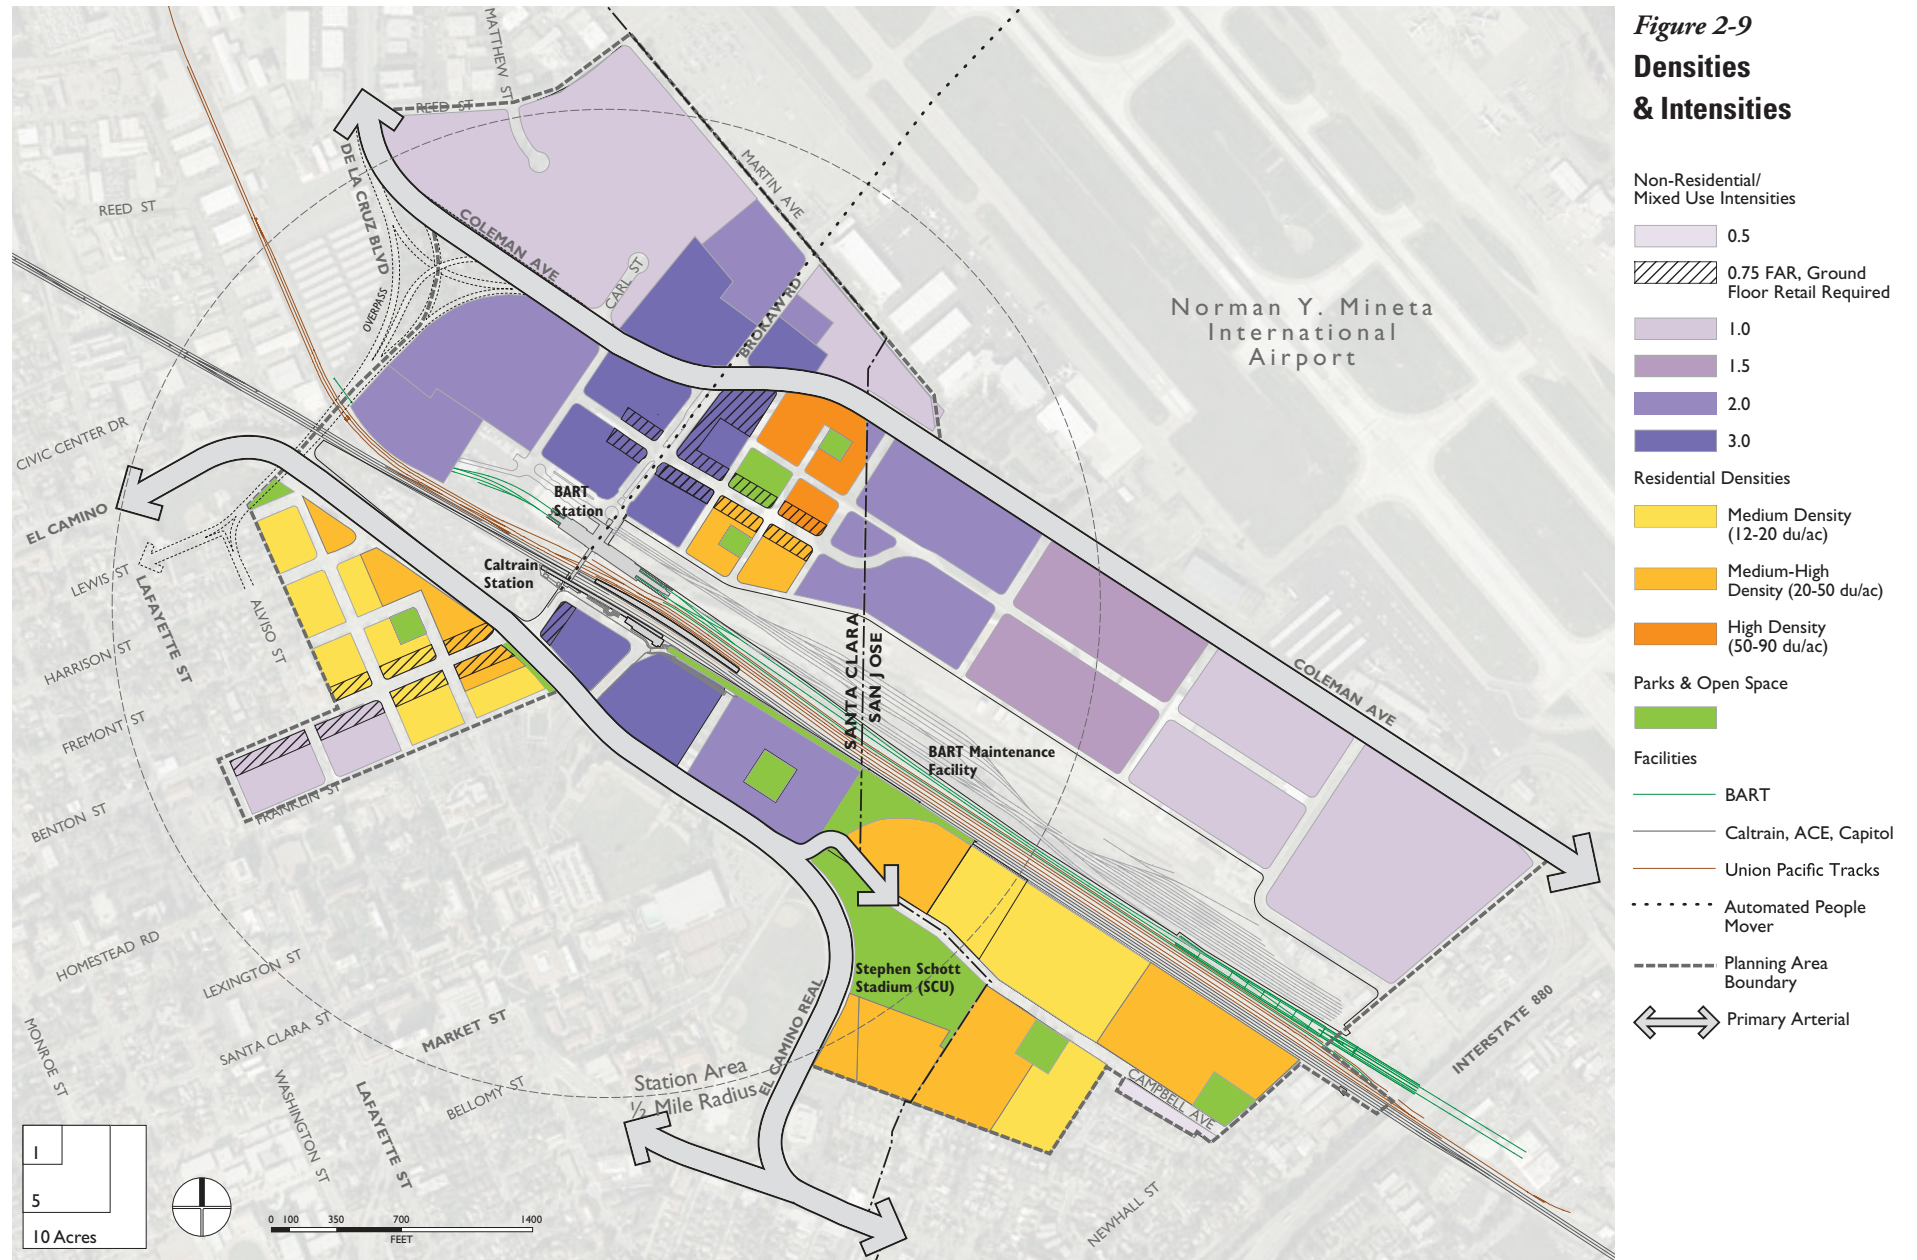 Figure 2-9
Densities
& Intensities
Non-Residential/
Mixed Use Intensities
0.5
0.75 FAR, Ground
Floor Retail Required
1.0
1.5
2.0
3.0
Residential Densities
Medium Density
(12-20 du/ac)
Medium-High
Density (20-50 du/ac)
High Density
(50-90 du/ac)
Parks & Open Space
Facilities
BART
Caltrain, ACE, Capitol
Union Pacific Tracks
Automated People
Mover
Planning Area
Boundary
Primary Arterial
MATTHEW ST
REED ST
MARTIN AVE
DE LA CRUZ BLVD
REED ST
COLEMAN AVE
CARL ST
OVERPASS
BROKAW RD
Norman Y. Mineta
International
Airport
CIVIC CENTER DR
EL CAMINO
BART
Station
Caltrain
Station
LEWIS ST
LAFAYETTE ST
ALVISO ST
HARRISON ST
FREMONT ST
SANTA CLARA
SAN JOSE
COLEMAN AVE
BART Maintenance
Facility
FRANKLIN ST
BENTON ST
HOMESTEAD RD
LEXINGTON ST
Stephen Schott
Stadium (SCU)
EL CAMINO REAL
MONROE ST
SANTA CLARA ST
MARKET ST
INTERSTATE 880
WASHINGTON ST
LAFAYETTE ST
BELLOMY ST
Station Area
½ Mile Radius
CAMPBELL AVE
NEWHALL ST
1
5
10 Acres
0 100 350 700 1400
FEET